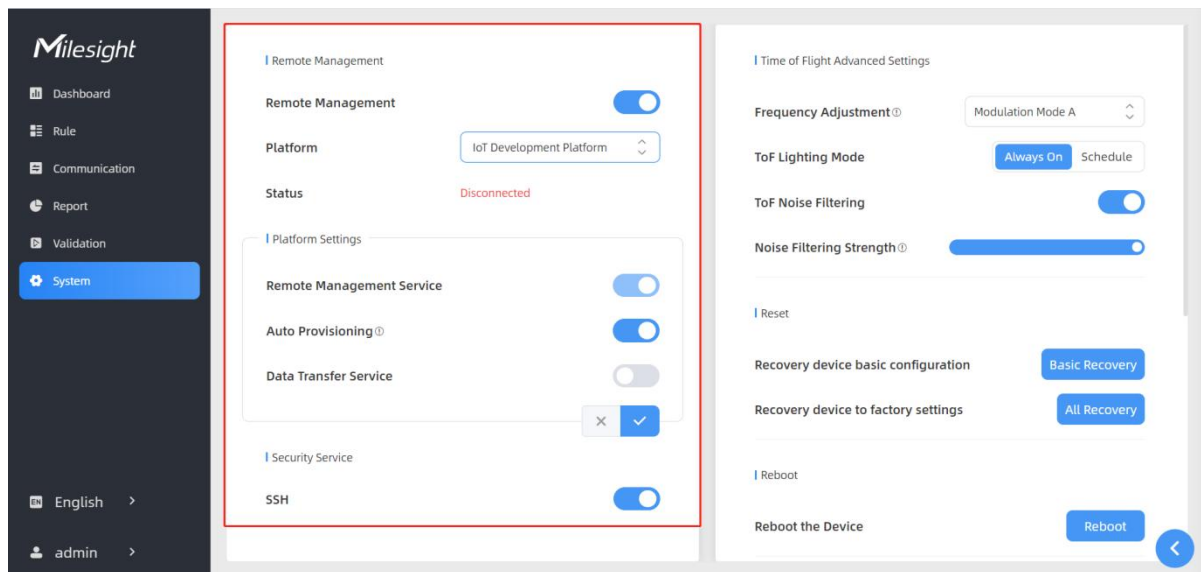 Milesight
Dashboard
Rule
Communication
Report
Validation
System
EN English
admin
Remote Management
Remote Management
Platform IoT Development Platform
Status Disconnected
Platform Settings
Remote Management Service
Auto Provisioning
Data Transfer Service
Security Service
SSH
Time of Flight Advanced Settings
Frequency Adjustment Modulation Mode A
ToF Lighting Mode Always On Schedule
ToF Noise Filtering
Noise Filtering Strength
Reset
Recovery device basic configuration Basic Recovery
Recovery device to factory settings All Recovery
Reboot
Reboot the Device Reboot